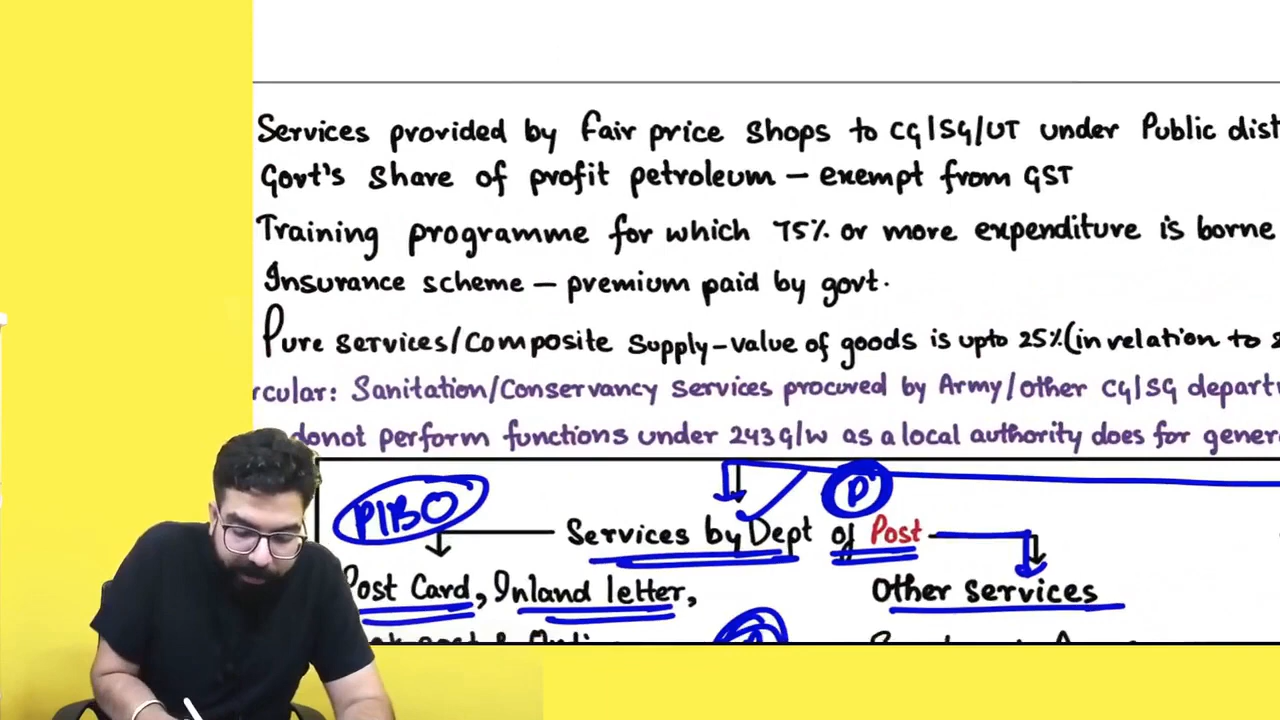 Services provided by fair price shops to CG/SG/UT under Public dist
Govt's share of profit petroleum – exempt from GST
Training programme for which 75% or more expenditure is borne
Insurance scheme – premium paid by govt.
Pure services/Composite supply-value of goods is upto 25%(in relation to
rcular: Sanitation/Conservancy services procured by Army/other CG/SG departm
donot perform functions under 243G/W as a local authority does for gener
PIBO
P
Services by Dept of Post
Post Card, Inland letter,
Other services